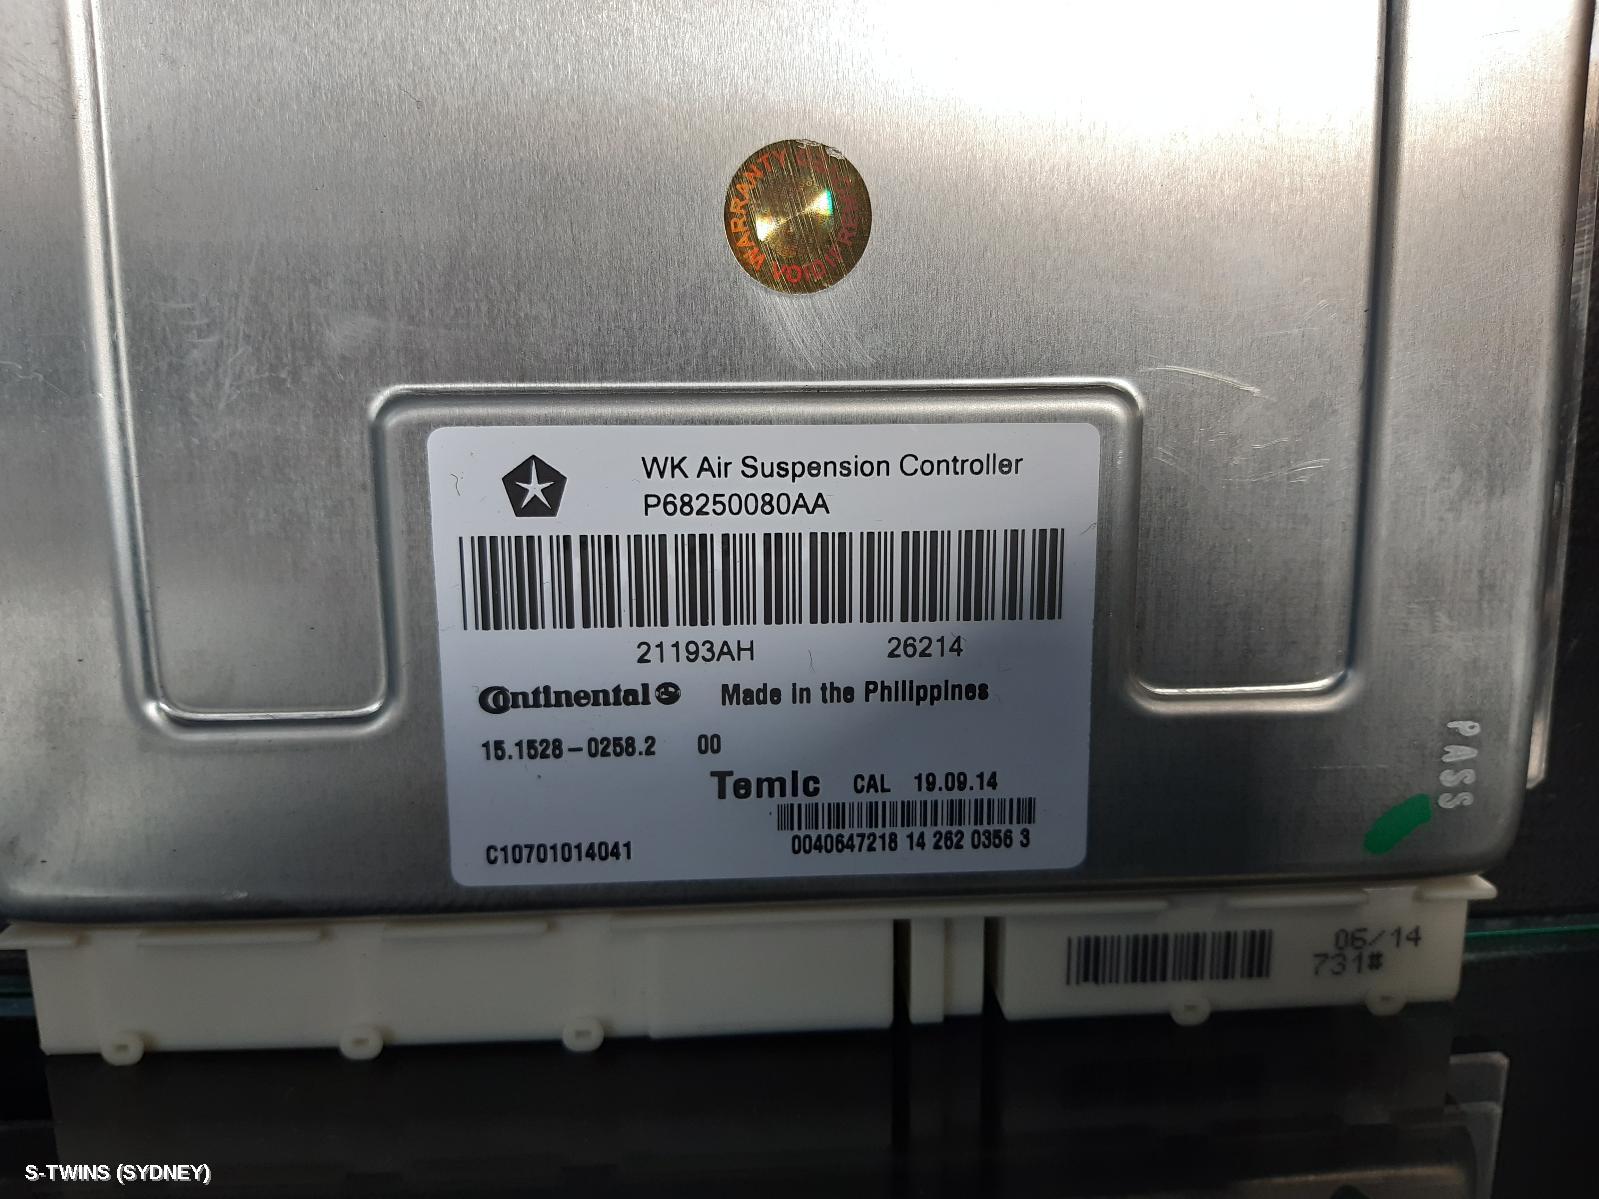 WARRANTY
VOID IF
WK Air Suspension Controller
P68250080AA
21193AH 26214
Continental Made in the Philippines
15.1528-0258.2 00
Temic CAL 19.09.14
0040647218 14 262 0356 3
C10701014041
PASS
06/14
731#
S-TWINS (SYDNEY)